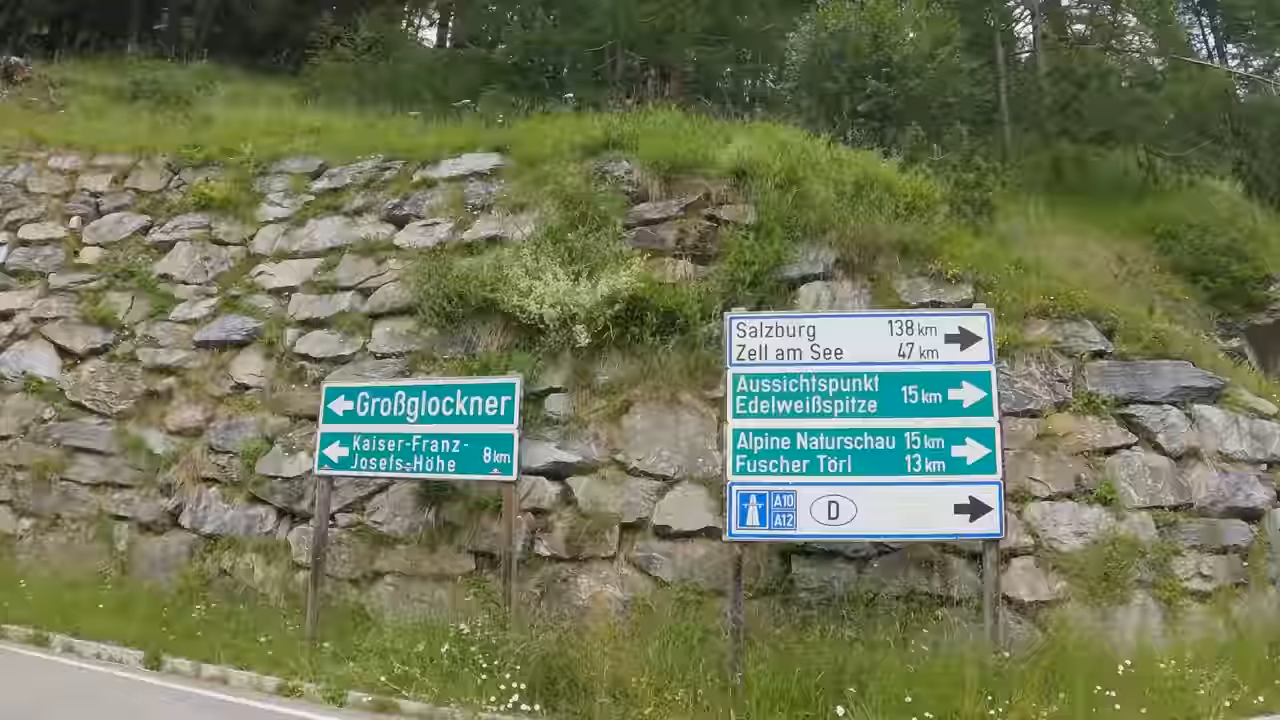 Großglockner
Kaiser-Franz-
Josefs-Höhe 8 km
Salzburg 138 km
Zell am See 47 km
Aussichtspunkt
Edelweißspitze 15 km
Alpine Naturschau 15 km
Fuscher Törl 13 km
A10
A12
D